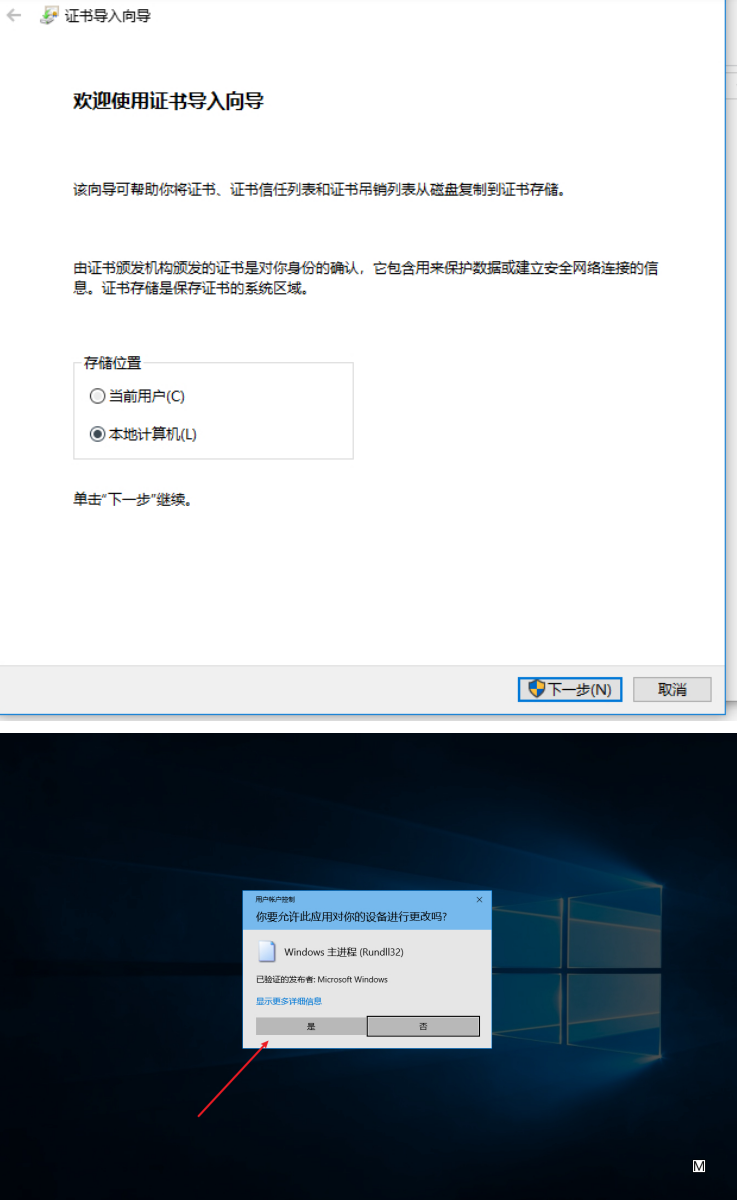 证书导入向导
欢迎使用证书导入向导
该向导可帮助你将证书、证书信任列表和证书吊销列表从磁盘复制到证书存储。
由证书颁发机构颁发的证书是对你身份的确认，它包含用来保护数据或建立安全网络连接的信
息。证书存储是保存证书的系统区域。
存储位置
当前用户(C)
本地计算机(L)
单击“下一步”继续。
下一步(N)
取消
用户帐户控制
你要允许此应用对你的设备进行更改吗?
Windows 主进程 (Rundll32)
已验证的发布者: Microsoft Windows
显示更多详细信息
是
否
M